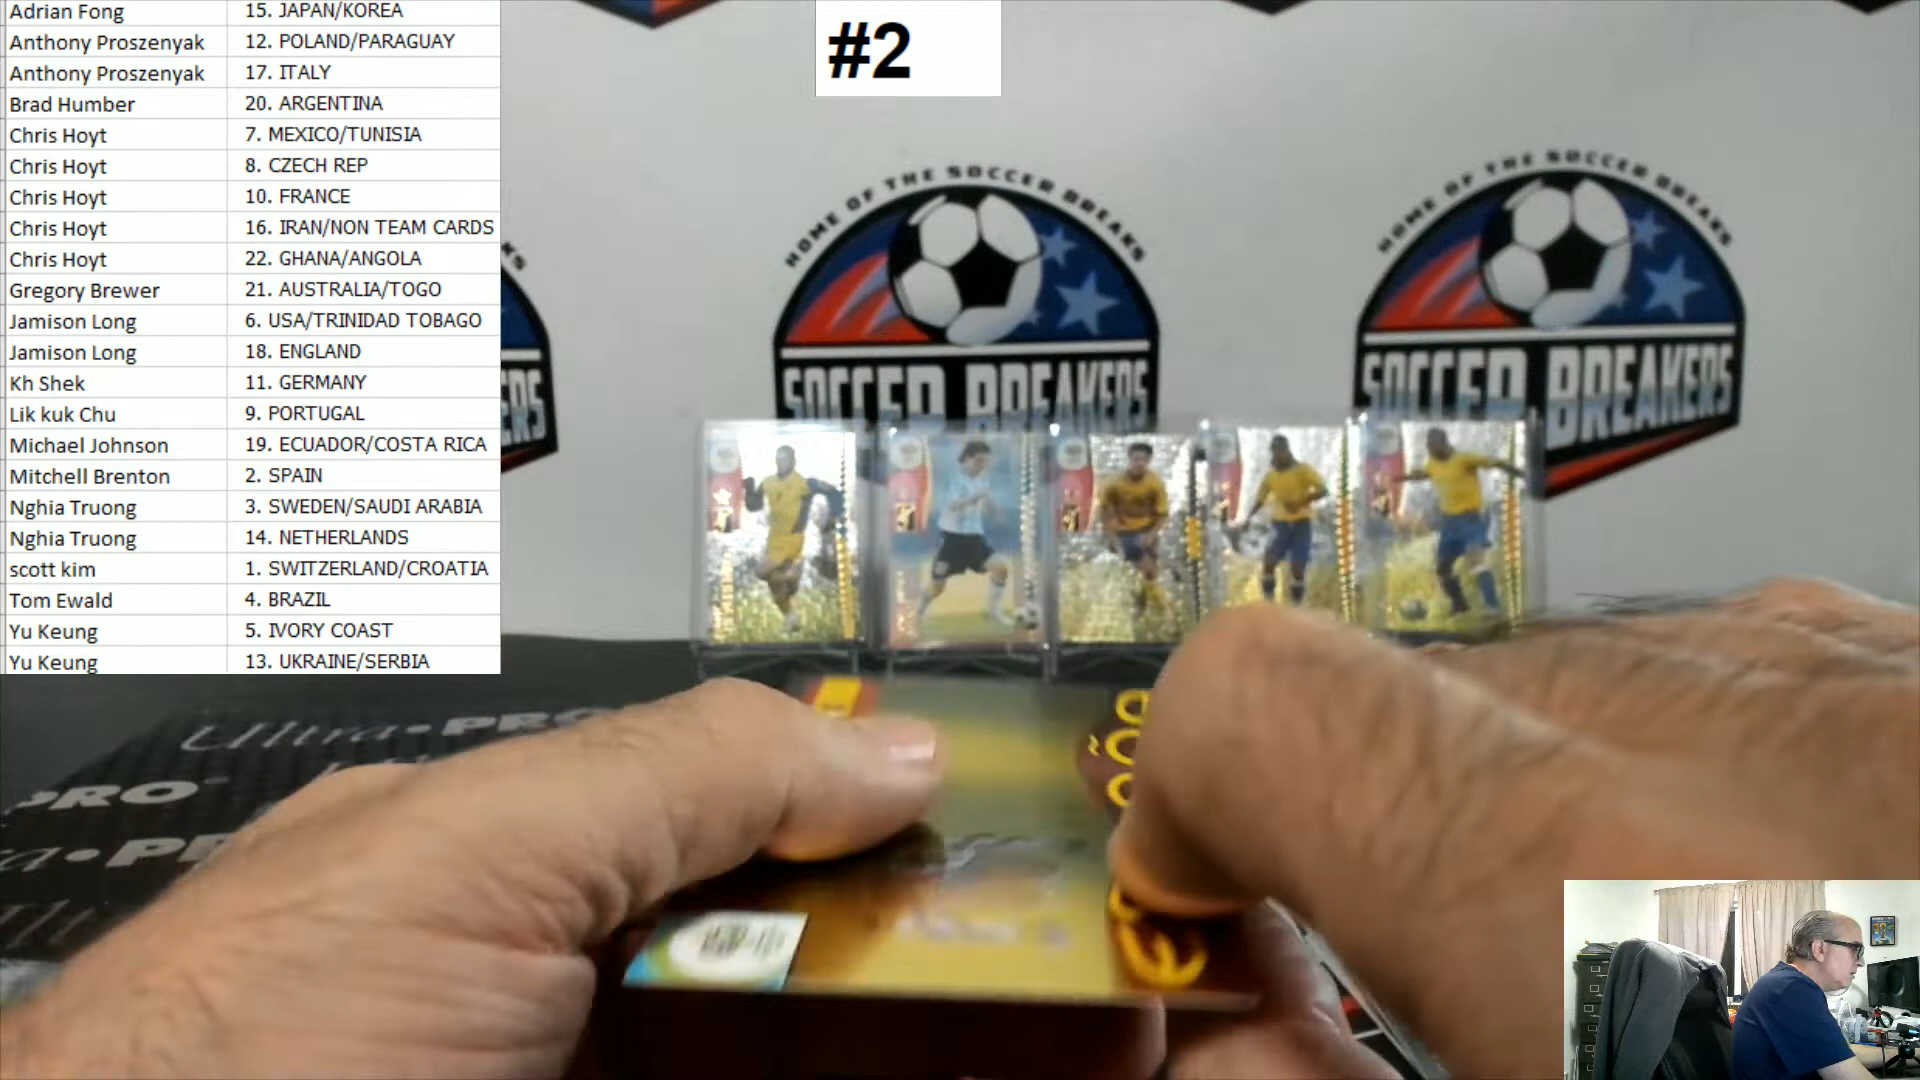 Adrian Fong 15. JAPAN/KOREA
Anthony Proszenyak 12. POLAND/PARAGUAY
Anthony Proszenyak 17. ITALY
Brad Humber 20. ARGENTINA
Chris Hoyt 7. MEXICO/TUNISIA
Chris Hoyt 8. CZECH REP
Chris Hoyt 10. FRANCE
Chris Hoyt 16. IRAN/NON TEAM CARDS
Chris Hoyt 22. GHANA/ANGOLA
Gregory Brewer 21. AUSTRALIA/TOGO
Jamison Long 6. USA/TRINIDAD TOBAGO
Jamison Long 18. ENGLAND
Kh Shek 11. GERMANY
Lik kuk Chu 9. PORTUGAL
Michael Johnson 19. ECUADOR/COSTA RICA
Mitchell Brenton 2. SPAIN
Nghia Truong 3. SWEDEN/SAUDI ARABIA
Nghia Truong 14. NETHERLANDS
scott kim 1. SWITZERLAND/CROATIA
Tom Ewald 4. BRAZIL
Yu Keung 5. IVORY COAST
Yu Keung 13. UKRAINE/SERBIA
#2
HOME OF THE SOCCER BREAKS
SOCCER BREAKERS
HOME OF THE SOCCER BREAKS
SOCCER BREAKERS
KS
ERS
Ultra•PRO
PRO